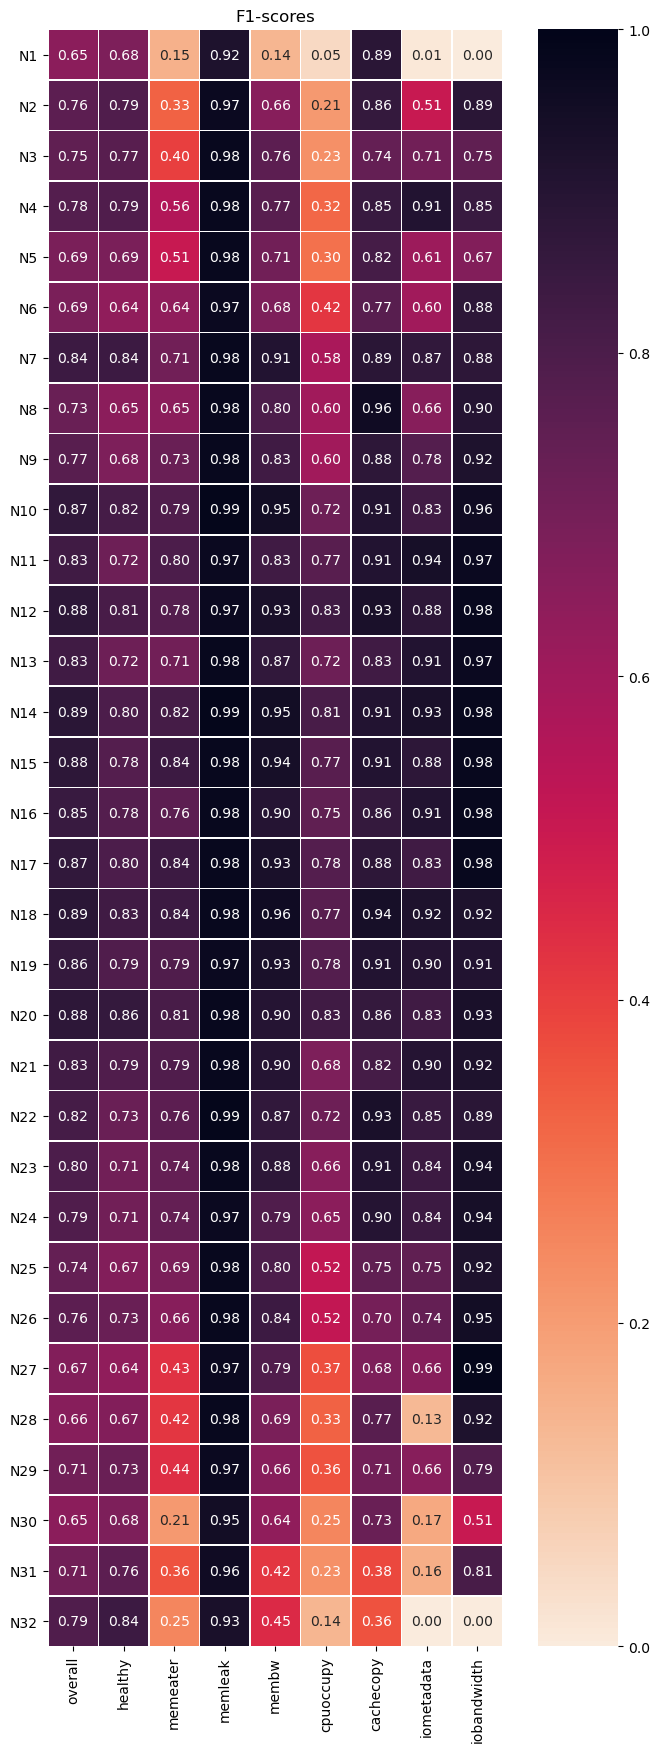 F1-scores
N1 0.65 0.68 0.15 0.92 0.14 0.05 0.89 0.01 0.00
N2 0.76 0.79 0.33 0.97 0.66 0.21 0.86 0.51 0.89
N3 0.75 0.77 0.40 0.98 0.76 0.23 0.74 0.71 0.75
N4 0.78 0.79 0.56 0.98 0.77 0.32 0.85 0.91 0.85
N5 0.69 0.69 0.51 0.98 0.71 0.30 0.82 0.61 0.67
N6 0.69 0.64 0.64 0.97 0.68 0.42 0.77 0.60 0.88
N7 0.84 0.84 0.71 0.98 0.91 0.58 0.89 0.87 0.88
N8 0.73 0.65 0.65 0.98 0.80 0.60 0.96 0.66 0.90
N9 0.77 0.68 0.73 0.98 0.83 0.60 0.88 0.78 0.92
N10 0.87 0.82 0.79 0.99 0.95 0.72 0.91 0.83 0.96
N11 0.83 0.72 0.80 0.97 0.83 0.77 0.91 0.94 0.97
N12 0.88 0.81 0.78 0.97 0.93 0.83 0.93 0.88 0.98
N13 0.83 0.72 0.71 0.98 0.87 0.72 0.83 0.91 0.97
N14 0.89 0.80 0.82 0.99 0.95 0.81 0.91 0.93 0.98
N15 0.88 0.78 0.84 0.98 0.94 0.77 0.91 0.88 0.98
N16 0.85 0.78 0.76 0.98 0.90 0.75 0.86 0.91 0.98
N17 0.87 0.80 0.84 0.98 0.93 0.78 0.88 0.83 0.98
N18 0.89 0.83 0.84 0.98 0.96 0.77 0.94 0.92 0.92
N19 0.86 0.79 0.79 0.97 0.93 0.78 0.91 0.90 0.91
N20 0.88 0.86 0.81 0.98 0.90 0.83 0.86 0.83 0.93
N21 0.83 0.79 0.79 0.98 0.90 0.68 0.82 0.90 0.92
N22 0.82 0.73 0.76 0.99 0.87 0.72 0.93 0.85 0.89
N23 0.80 0.71 0.74 0.98 0.88 0.66 0.91 0.84 0.94
N24 0.79 0.71 0.74 0.97 0.79 0.65 0.90 0.84 0.94
N25 0.74 0.67 0.69 0.98 0.80 0.52 0.75 0.75 0.92
N26 0.76 0.73 0.66 0.98 0.84 0.52 0.70 0.74 0.95
N27 0.67 0.64 0.43 0.97 0.79 0.37 0.68 0.66 0.99
N28 0.66 0.67 0.42 0.98 0.69 0.33 0.77 0.13 0.92
N29 0.71 0.73 0.44 0.97 0.66 0.36 0.71 0.66 0.79
N30 0.65 0.68 0.21 0.95 0.64 0.25 0.73 0.17 0.51
N31 0.71 0.76 0.36 0.96 0.42 0.23 0.38 0.16 0.81
N32 0.79 0.84 0.25 0.93 0.45 0.14 0.36 0.00 0.00
overall
healthy
memeater
memleak
membw
cpuoccupy
cachecopy
iometadata
iobandwidth
1.0
0.8
0.6
0.4
0.2
0.0